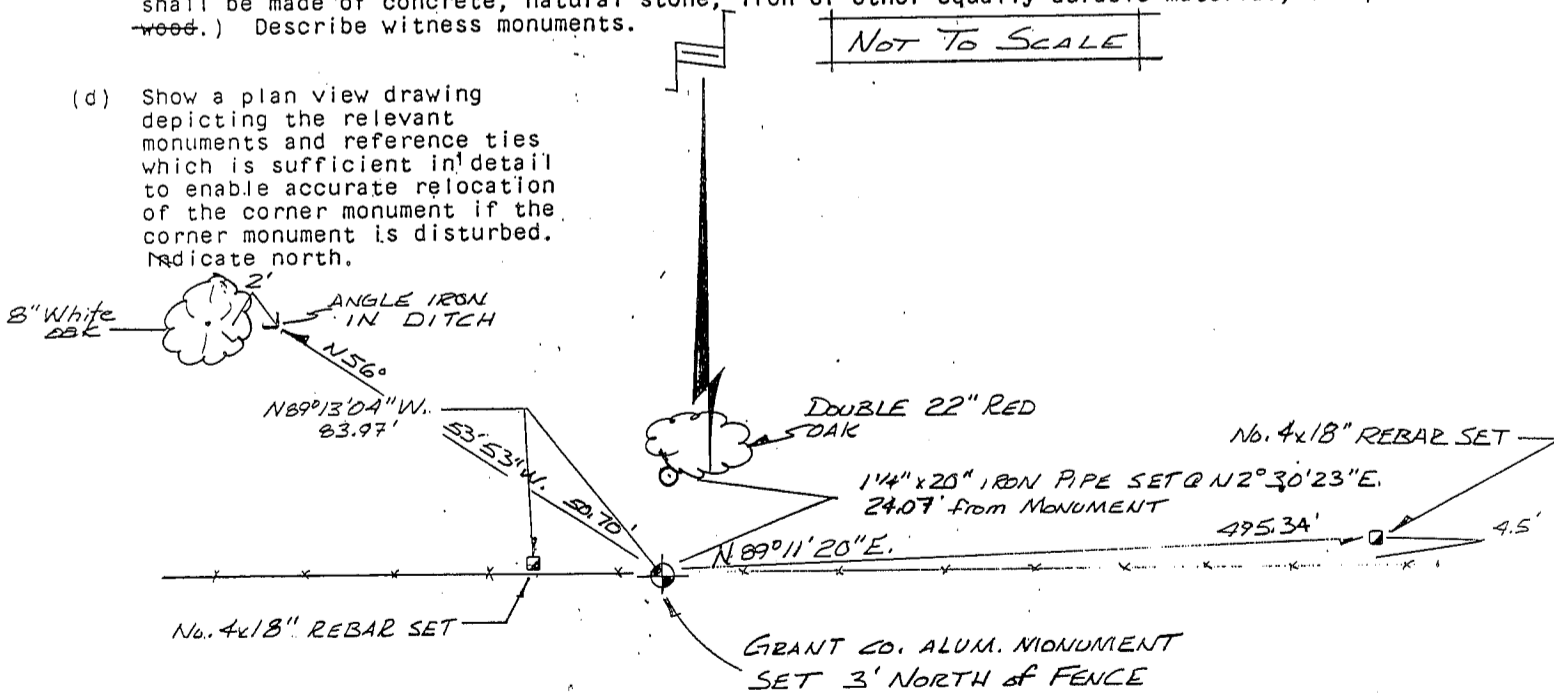 shall be made of concrete, natural stone, iron or other equally durable material,
wood.) Describe witness monuments.
NOT TO SCALE
(d) Show a plan view drawing
depicting the relevant
monuments and reference ties
which is sufficient in detail
to enable accurate relocation
of the corner monument if the
corner monument is disturbed.
Indicate north.
2'
8" White
OAK
ANGLE IRON
IN DITCH
N56°
53'53"W.
50.70'
N89°13'04"W.
83.97'
DOUBLE 22" RED
OAK
No. 4x18" REBAR SET
1 1/4" x 20" IRON PIPE SET @ N2°30'23"E.
24.07' from MONUMENT
N.89°11'20"E.
495.34'
4.5'
No. 4x18" REBAR SET
GRANT CO. ALUM. MONUMENT
SET 3' NORTH of FENCE